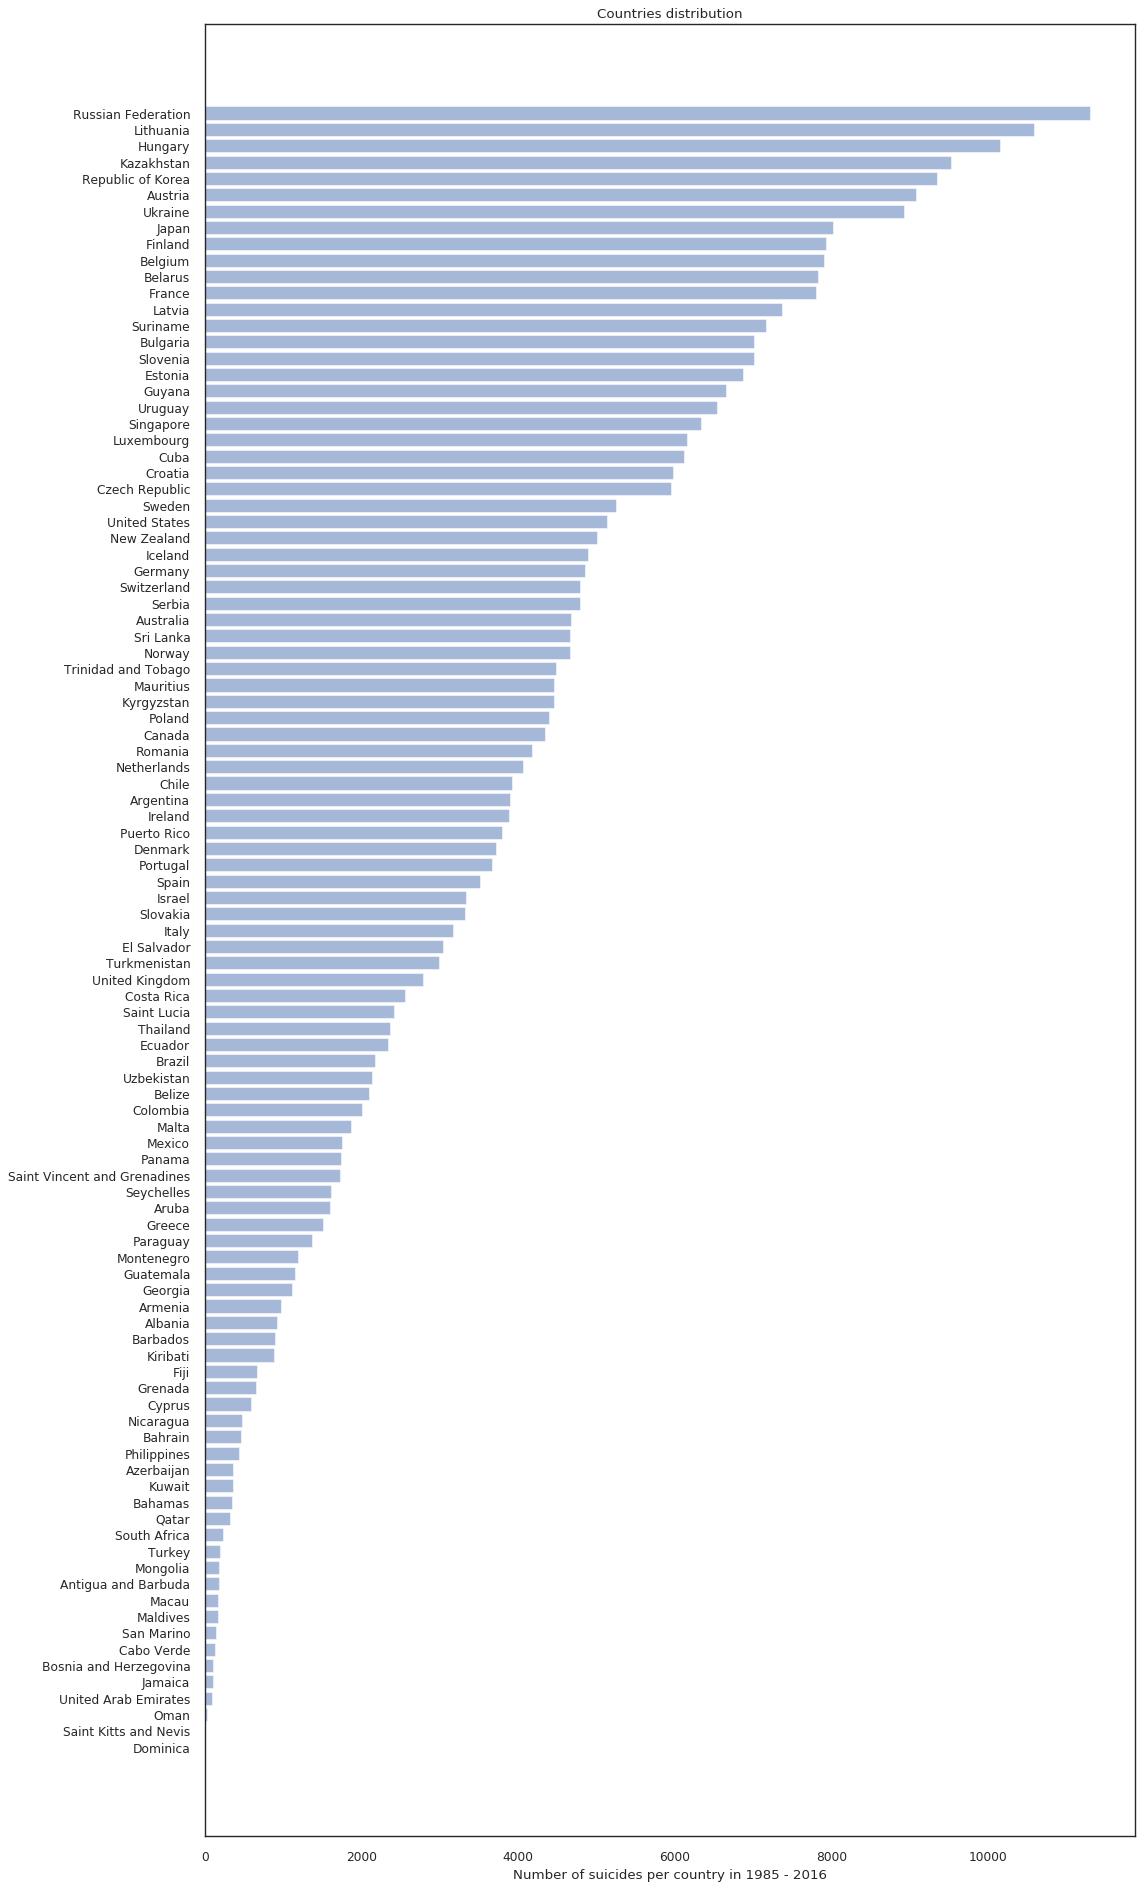 Countries distribution
Russian Federation
Lithuania
Hungary
Kazakhstan
Republic of Korea
Austria
Ukraine
Japan
Finland
Belgium
Belarus
France
Latvia
Suriname
Bulgaria
Slovenia
Estonia
Guyana
Uruguay
Singapore
Luxembourg
Cuba
Croatia
Czech Republic
Sweden
United States
New Zealand
Iceland
Germany
Switzerland
Serbia
Australia
Sri Lanka
Norway
Trinidad and Tobago
Mauritius
Kyrgyzstan
Poland
Canada
Romania
Netherlands
Chile
Argentina
Ireland
Puerto Rico
Denmark
Portugal
Spain
Israel
Slovakia
Italy
El Salvador
Turkmenistan
United Kingdom
Costa Rica
Saint Lucia
Thailand
Ecuador
Brazil
Uzbekistan
Belize
Colombia
Malta
Mexico
Panama
Saint Vincent and Grenadines
Seychelles
Aruba
Greece
Paraguay
Montenegro
Guatemala
Georgia
Armenia
Albania
Barbados
Kiribati
Fiji
Grenada
Cyprus
Nicaragua
Bahrain
Philippines
Azerbaijan
Kuwait
Bahamas
Qatar
South Africa
Turkey
Mongolia
Antigua and Barbuda
Macau
Maldives
San Marino
Cabo Verde
Bosnia and Herzegovina
Jamaica
United Arab Emirates
Oman
Saint Kitts and Nevis
Dominica
0 2000 4000 6000 8000 10000
Number of suicides per country in 1985 - 2016